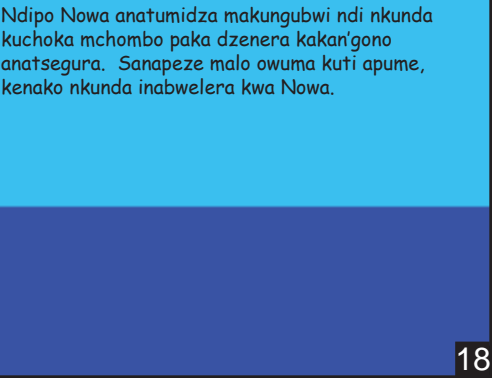 Ndipo Nowa anatumidza makungubwi ndi nkunda
kuchoka mchombo paka dzenera kakan'gono
anatsegura.  Sanapeze malo owuma kuti apume,
kenako nkunda inabwelera kwa Nowa.
18